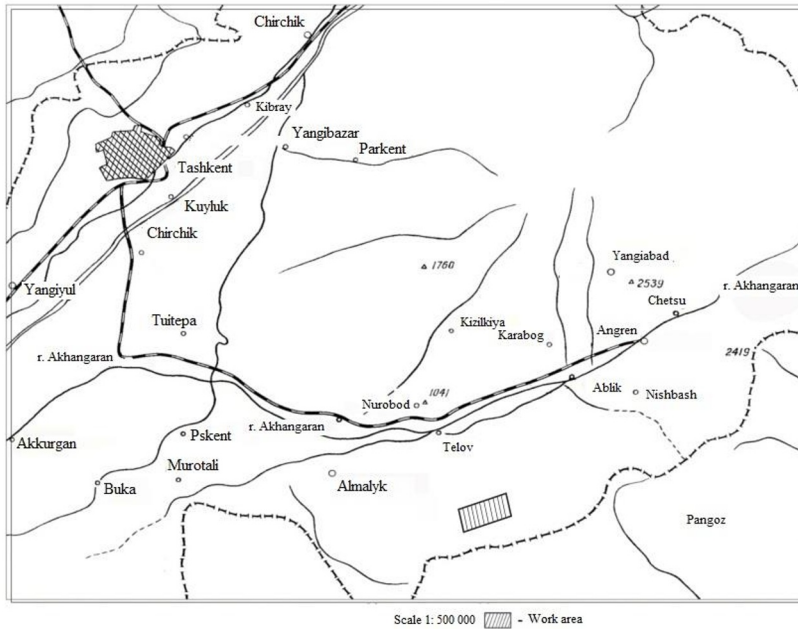 Chirchik
Kibray
Yangibazar
Parkent
Tashkent
Kuyluk
Chirchik
1760
Yangiabad
2539
r. Akhangaran
Yangiyul
Chetsu
Tuitepa
Kizilkiya
Karabog
Angren
r. Akhangaran
2419
Ablik
Nishbash
1041
Nurobod
r. Akhangaran
Akkurgan
Pskent
Telov
Murotali
Buka
Almalyk
Pangoz
Scale 1: 500 000 - Work area